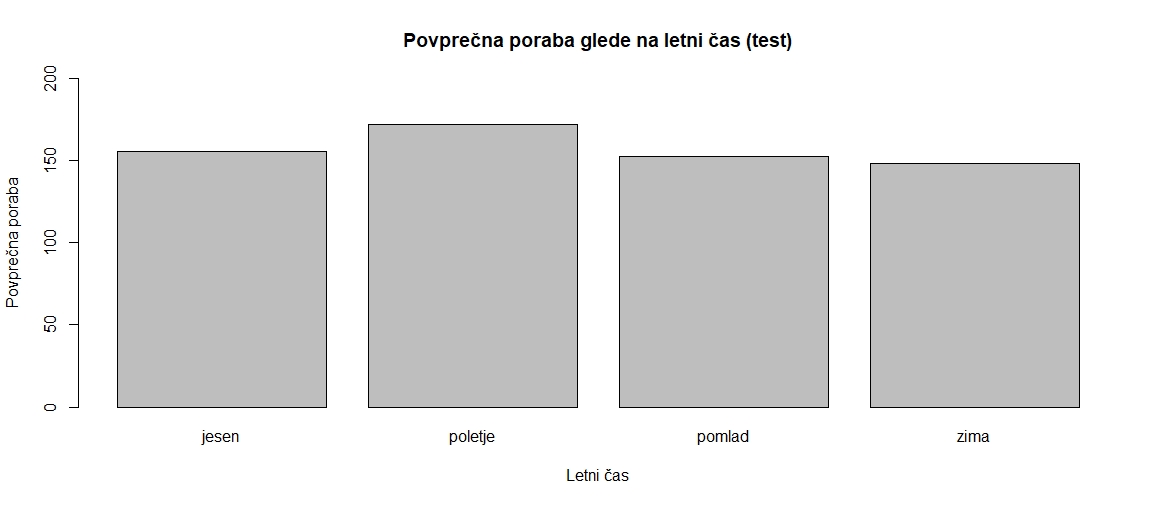 Povprečna poraba glede na letni čas (test)
Povprečna poraba
200
150
100
50
0
jesen poletje pomlad zima
Letni čas